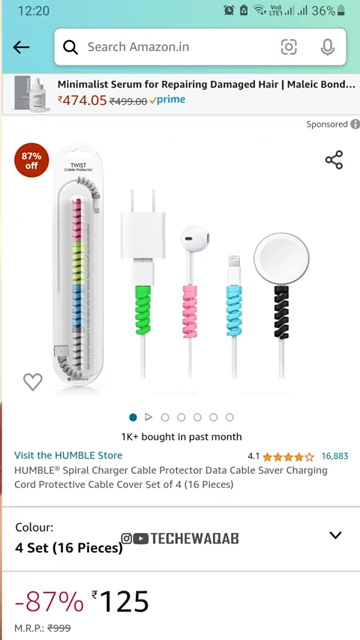 12:20
Vo) LTE1
36%
Search Amazon.in
Minimalist Serum for Repairing Damaged Hair | Maleic Bond...
₹474.05 ₹499.00 prime
Sponsored
87% off
TWIST
Cable Protector
1K+ bought in past month
Visit the HUMBLE Store 4.1 16,883
HUMBLE® Spiral Charger Cable Protector Data Cable Saver Charging
Cord Protective Cable Cover Set of 4 (16 Pieces)
Colour:
4 Set (16 Pieces)
TECHEWAQAB
-87% ₹125
M.R.P.: ₹999